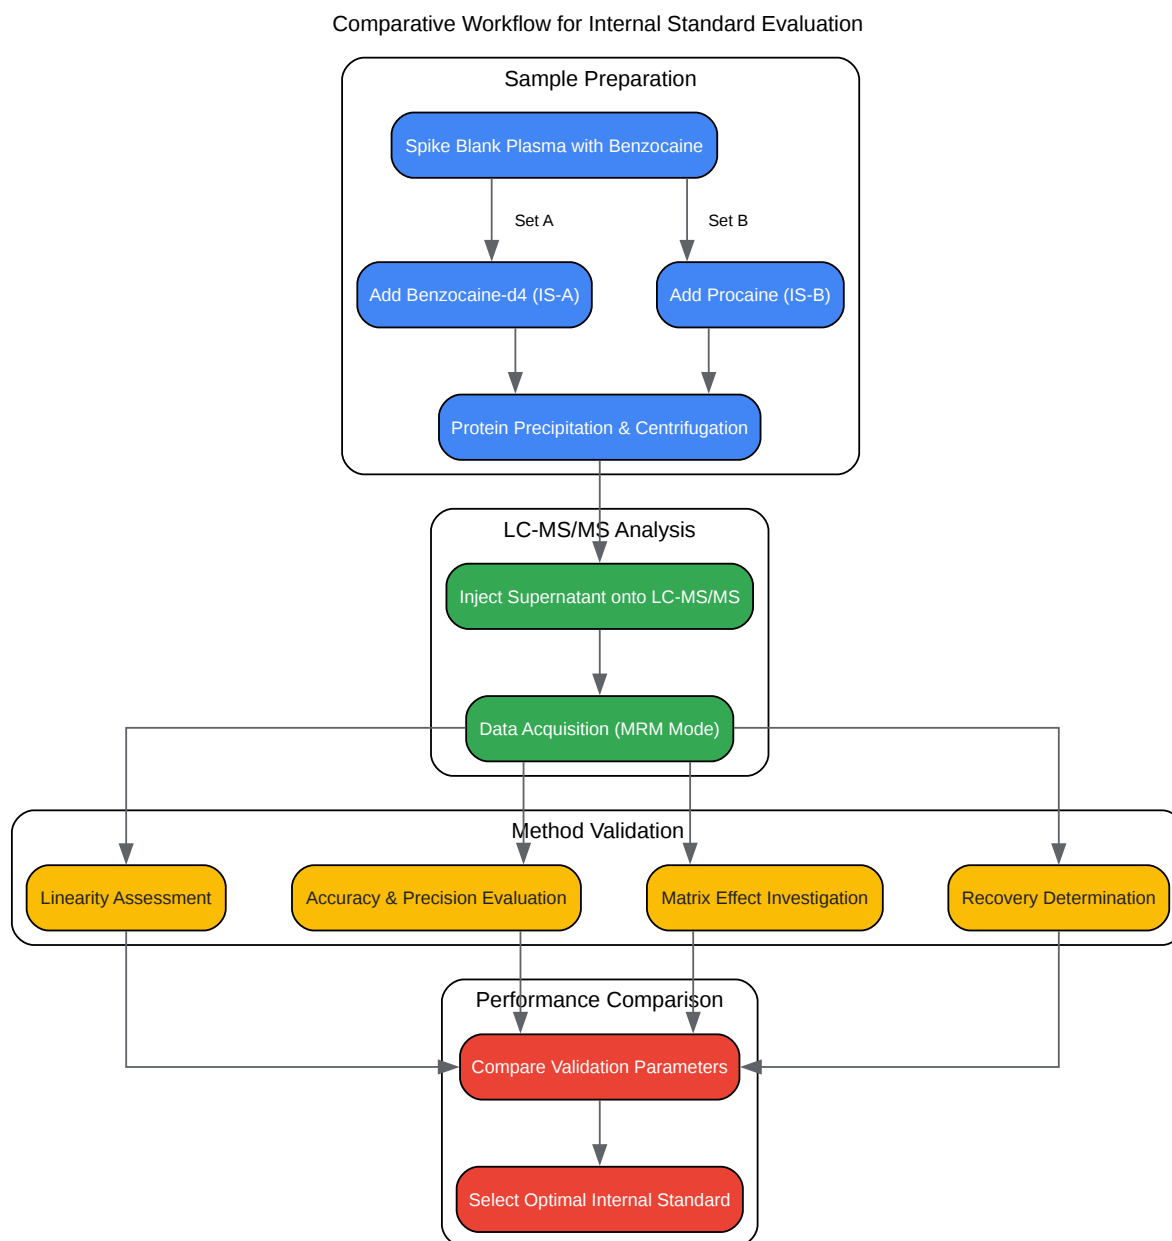 Comparative Workflow for Internal Standard Evaluation
Sample Preparation
Spike Blank Plasma with Benzocaine
Set A
Set B
Add Benzocaine-d4 (IS-A)
Add Procaine (IS-B)
Protein Precipitation & Centrifugation
LC-MS/MS Analysis
Inject Supernatant onto LC-MS/MS
Data Acquisition (MRM Mode)
Method Validation
Linearity Assessment
Accuracy & Precision Evaluation
Matrix Effect Investigation
Recovery Determination
Performance Comparison
Compare Validation Parameters
Select Optimal Internal Standard